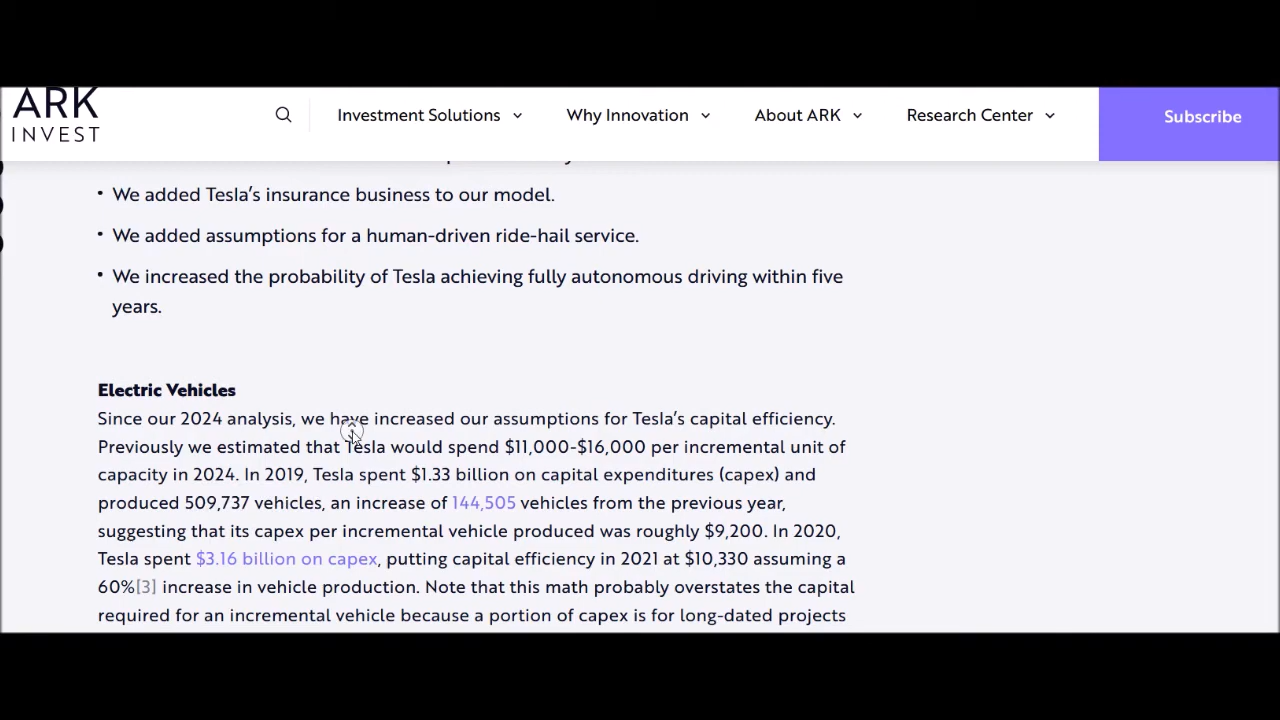 ARK
INVEST
Investment Solutions
Why Innovation
About ARK
Research Center
Subscribe
• We added Tesla’s insurance business to our model.
• We added assumptions for a human-driven ride-hail service.
• We increased the probability of Tesla achieving fully autonomous driving within five
years.
Electric Vehicles
Since our 2024 analysis, we have increased our assumptions for Tesla’s capital efficiency.
Previously we estimated that Tesla would spend $11,000-$16,000 per incremental unit of
capacity in 2024. In 2019, Tesla spent $1.33 billion on capital expenditures (capex) and
produced 509,737 vehicles, an increase of 144,505 vehicles from the previous year,
suggesting that its capex per incremental vehicle produced was roughly $9,200. In 2020,
Tesla spent $3.16 billion on capex, putting capital efficiency in 2021 at $10,330 assuming a
60%[3] increase in vehicle production. Note that this math probably overstates the capital
required for an incremental vehicle because a portion of capex is for long-dated projects